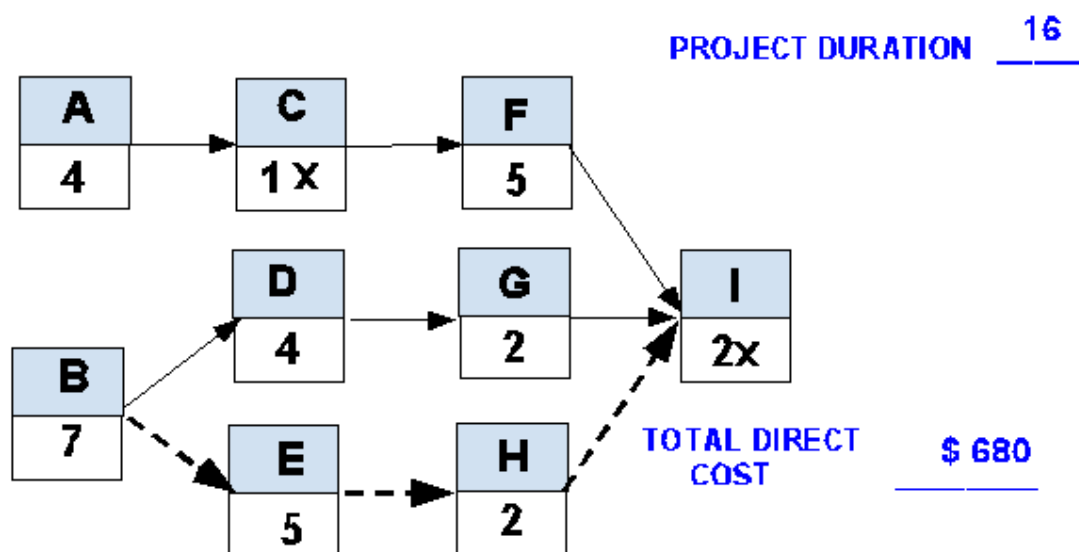 PROJECT DURATION 16
A
4
C
1 X
F
5
D
4
G
2
I
2x
B
7
E
5
H
2
TOTAL DIRECT
COST
$ 680